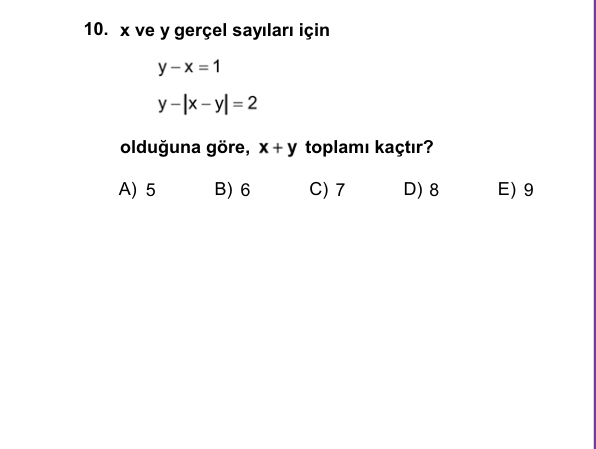 10. x ve y gerçel sayıları için
y – x = 1
y – |x – y| = 2
olduğuna göre, x + y toplamı kaçtır?
A) 5 B) 6 C) 7 D) 8 E) 9